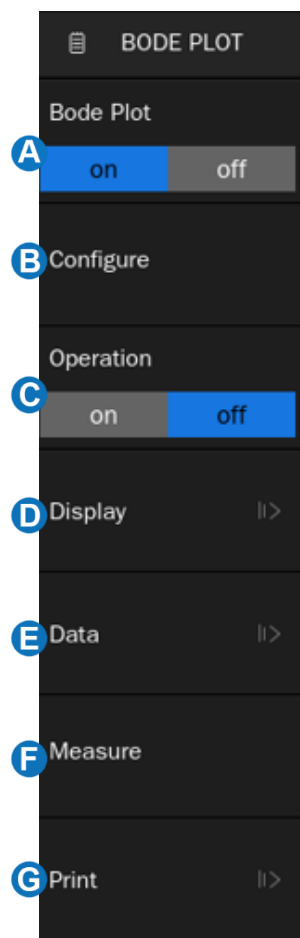 BODE PLOT
Bode Plot
A
on off
B Configure
Operation
C
on off
D Display
E Data
F Measure
G Print